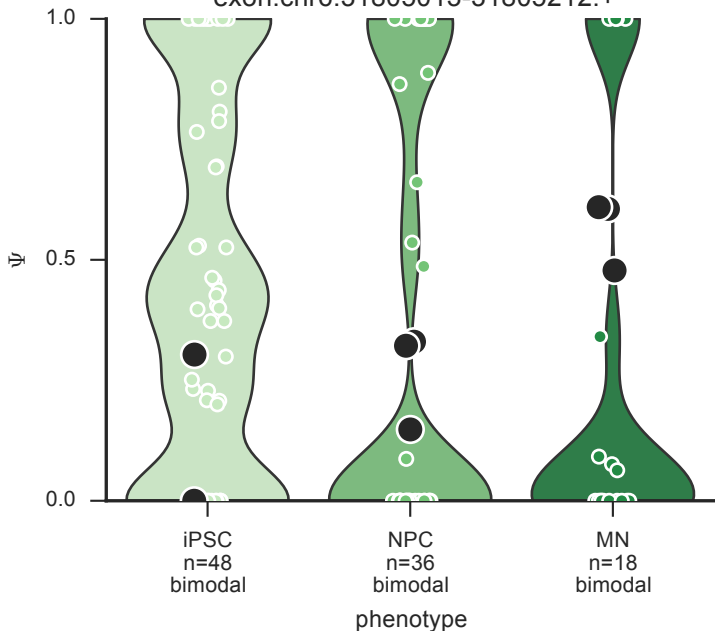 1.0
Ψ
0.5
0.0
iPSC
n=48
bimodal
NPC
n=36
bimodal
MN
n=18
bimodal
phenotype